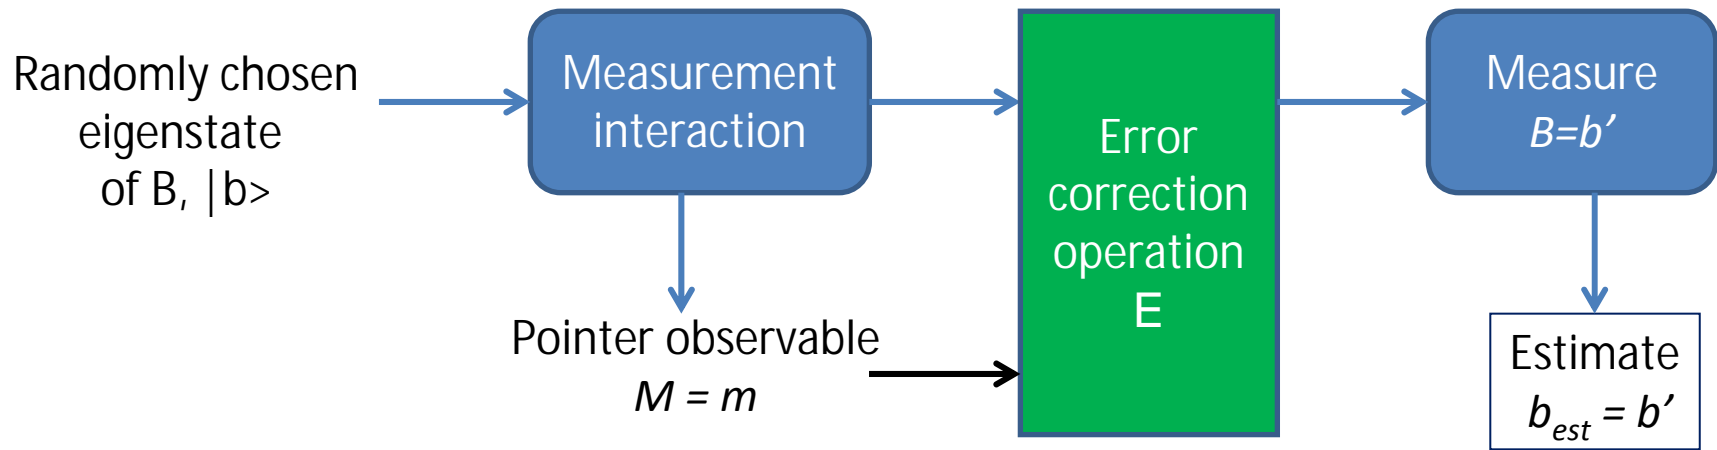 Randomly chosen
eigenstate
of B, |b>
Measurement
interaction
Pointer observable
M = m
Error
correction
operation
E
Measure
B=b’
Estimate
b_est = b’